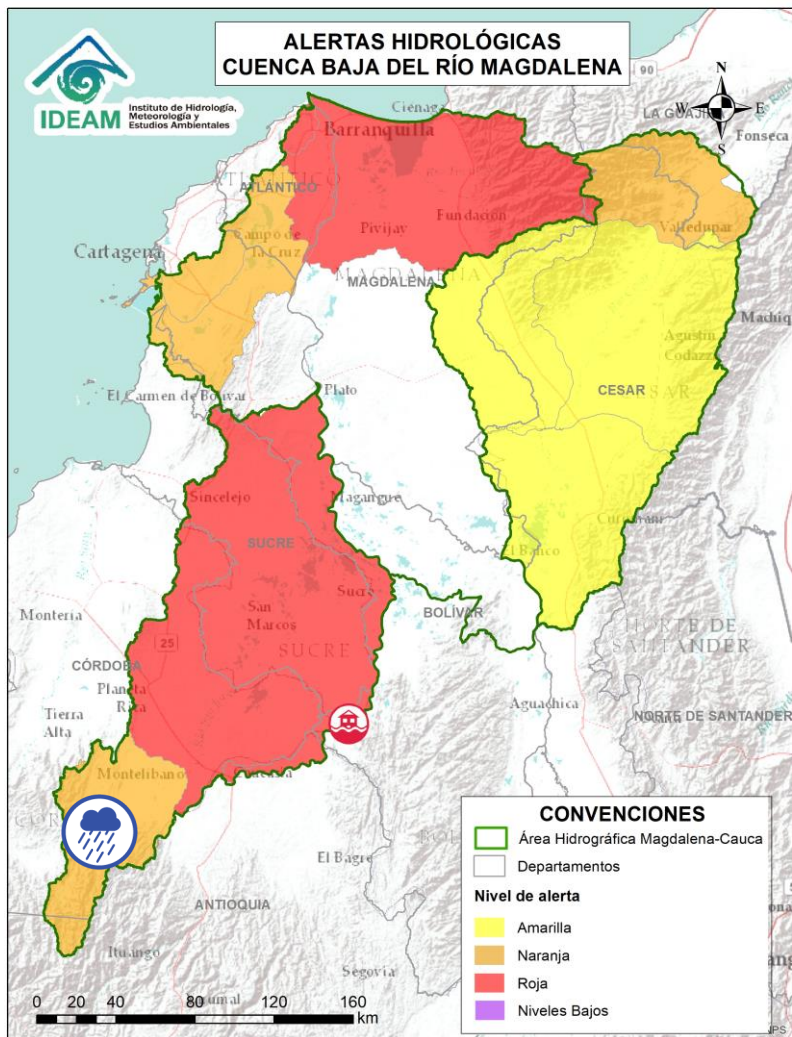 ALERTAS HIDROLÓGICAS
CUENCA BAJA DEL RÍO MAGDALENA
IDEAM
Instituto de Hidrología,
Meteorología y
Estudios Ambientales
N
W
E
S
90
Ciénaga
LA GUAJI
Barranquilla
Fonseca
ATLÁNTICO
Pivijay
Fundación
Valledupar
Campo de
la Cruz
Cartagena
MAGDALENA
MAGDALENA
Machiq
Agustín
Codazzi
CESAR
El Carmen de Bolívar
Plato
Sincelejo
Magangué
SUCRE
Curumaní
El Banco
Sucre
San
Marcos
BOLÍVAR
Montería
SUCRE
NORTE DE
SANTANDER
25
CÓRDOBA
Planeta
Rica
Aguachica
NORTE DE SANTANDER
Tierra
Alta
Montelíbano
El Bagre
ANTIOQUIA
Ituango
Segovia
CONVENCIONES
Área Hidrográfica Magdalena-Cauca
Departamentos
Nivel de alerta
Amarilla
Naranja
Roja
Niveles Bajos
0 20 40 80 120 160
km